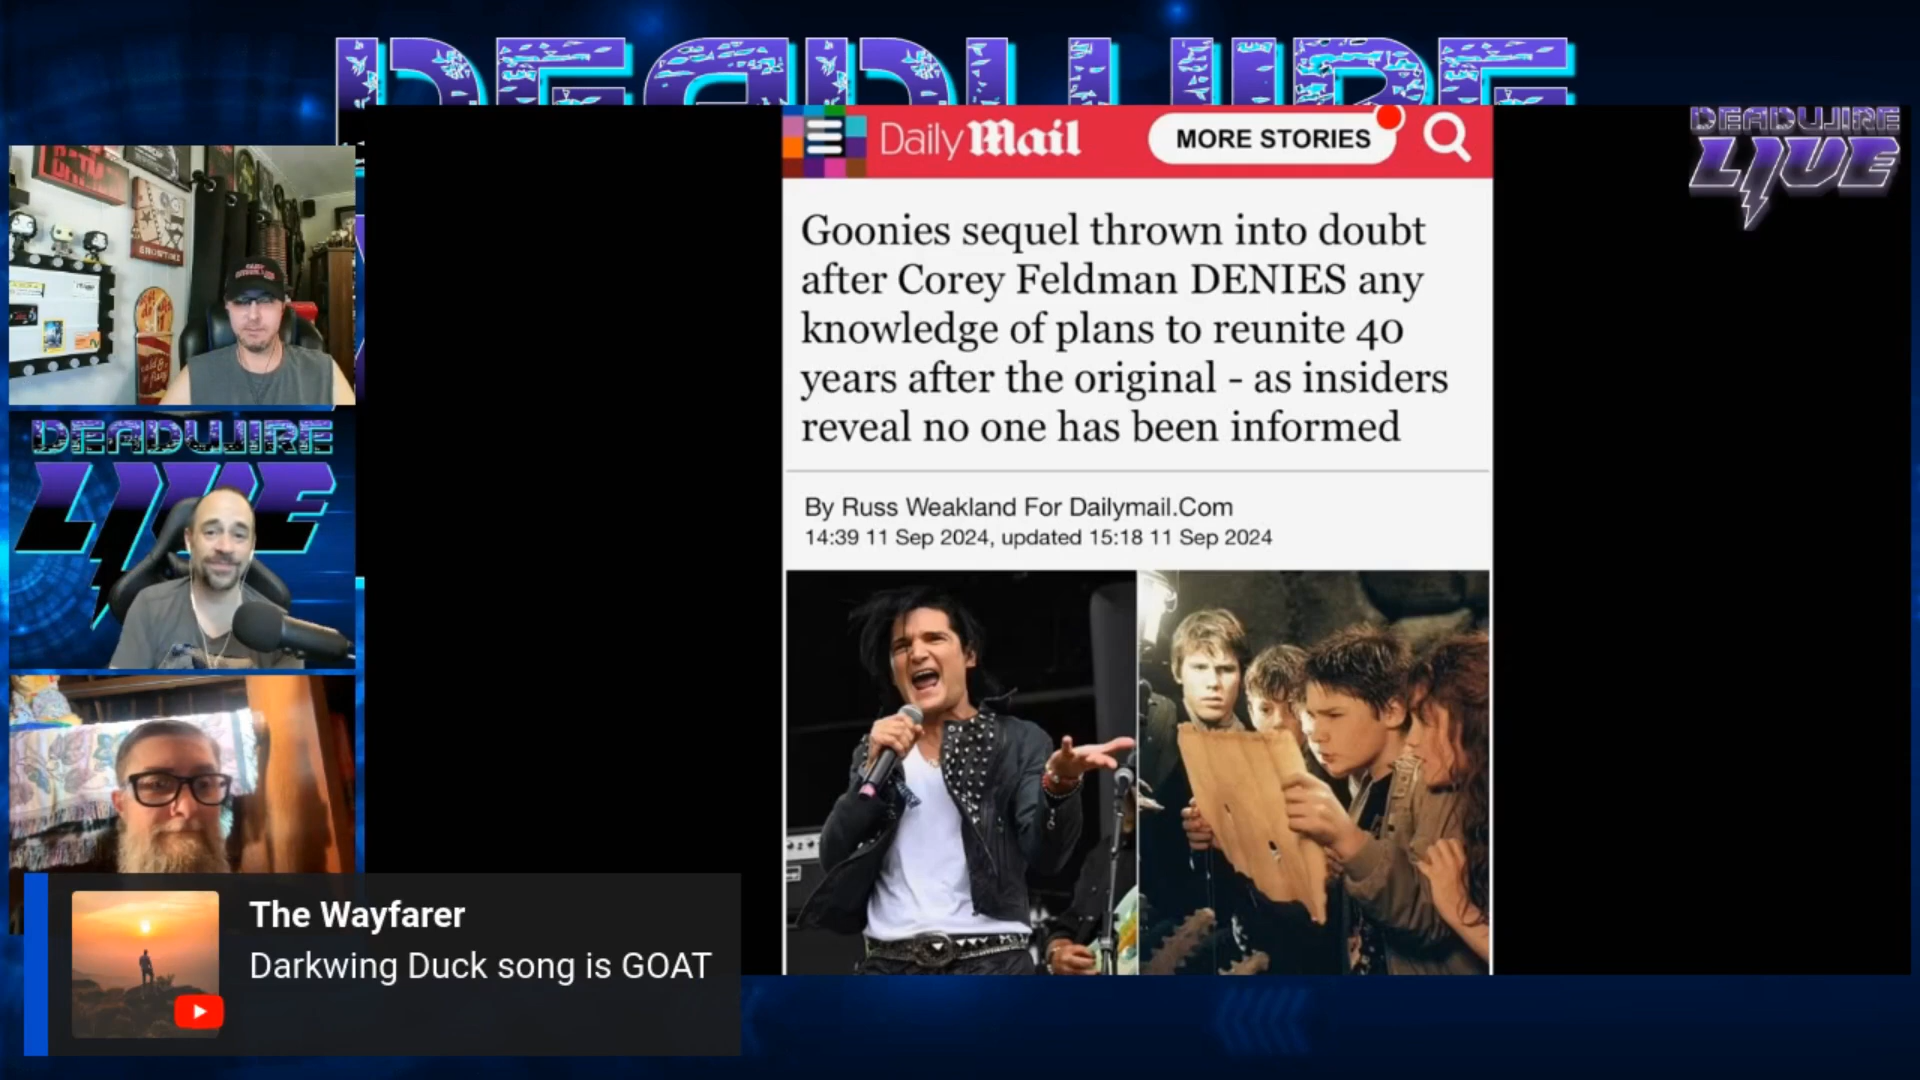 DEADWIRE
DailyMail
MORE STORIES
DEADWIRE
LIVE
Goonies sequel thrown into doubt
after Corey Feldman DENIES any
knowledge of plans to reunite 40
years after the original - as insiders
reveal no one has been informed
By Russ Weakland For Dailymail.Com
14:39 11 Sep 2024, updated 15:18 11 Sep 2024
SHOWTIME
DEADWIRE
LIVE
The Wayfarer
Darkwing Duck song is GOAT